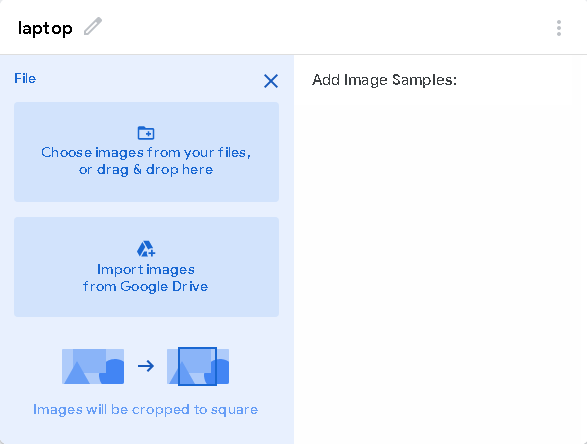 laptop
File
Add Image Samples:
Choose images from your files,
or drag & drop here
Import images
from Google Drive
Images will be cropped to square